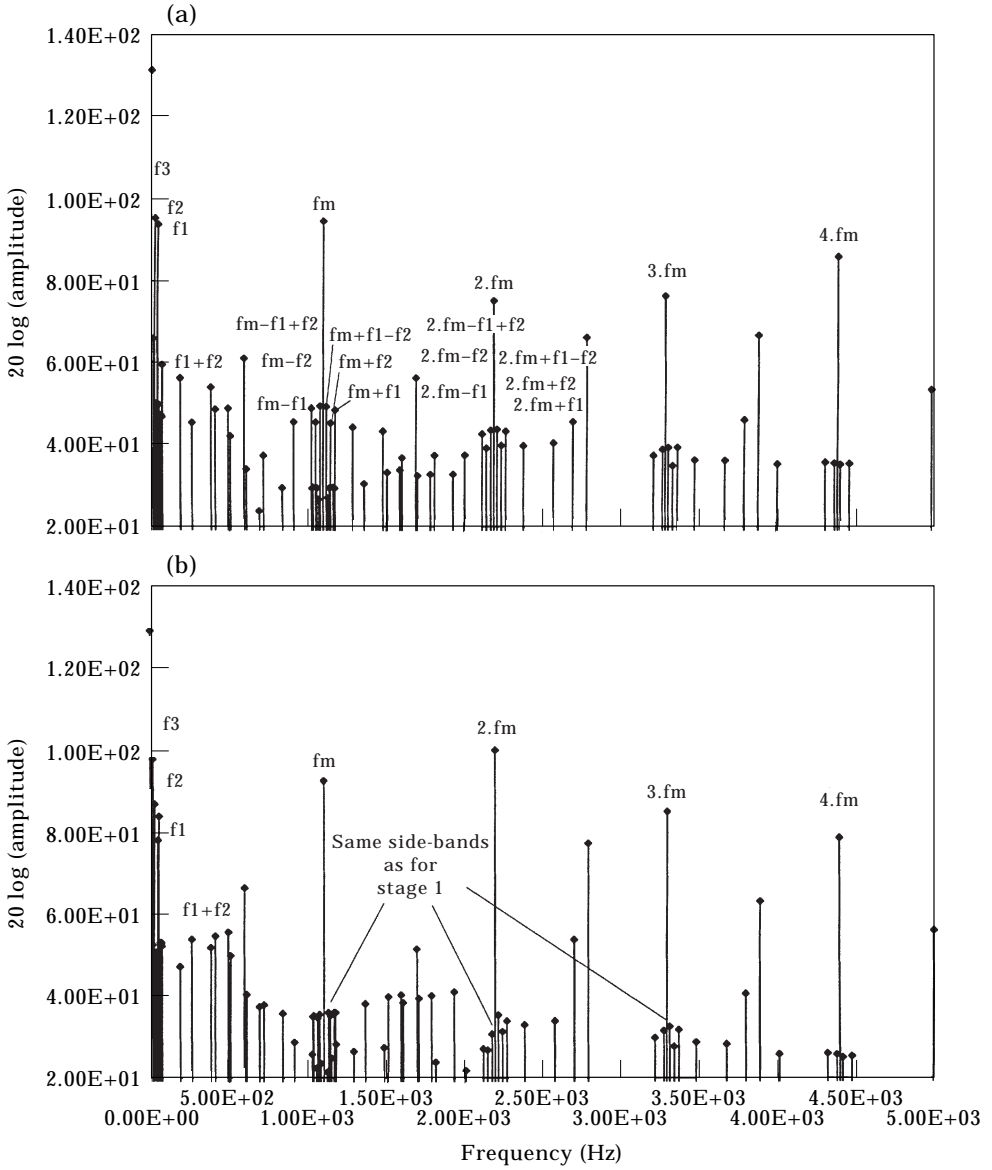 (a)
1.40E+02
1.20E+02
f3
1.00E+02
f2
fm
f1
4.fm
3.fm
8.00E+01
2.fm
fm−f1+f2
2.fm−f1+f2
fm+f1−f2
6.00E+01
f1+f2
fm−f2
fm+f2
2.fm−f2
2.fm+f1−f2
fm−f1
fm+f1
2.fm−f1
2.fm+f2
2.fm+f1
4.00E+01
2.00E+01
20 log (amplitude)
(b)
1.40E+02
1.20E+02
f3
1.00E+02
2.fm
f2
fm
3.fm
4.fm
8.00E+01
f1
Same side-bands
as for
stage 1
6.00E+01
f1+f2
4.00E+01
2.00E+01
20 log (amplitude)
5.00E+02 1.50E+03 2.50E+03 3.50E+03 4.50E+03
0.00E+00 1.00E+03 2.00E+03 3.00E+03 4.00E+03 5.00E+03
Frequency (Hz)